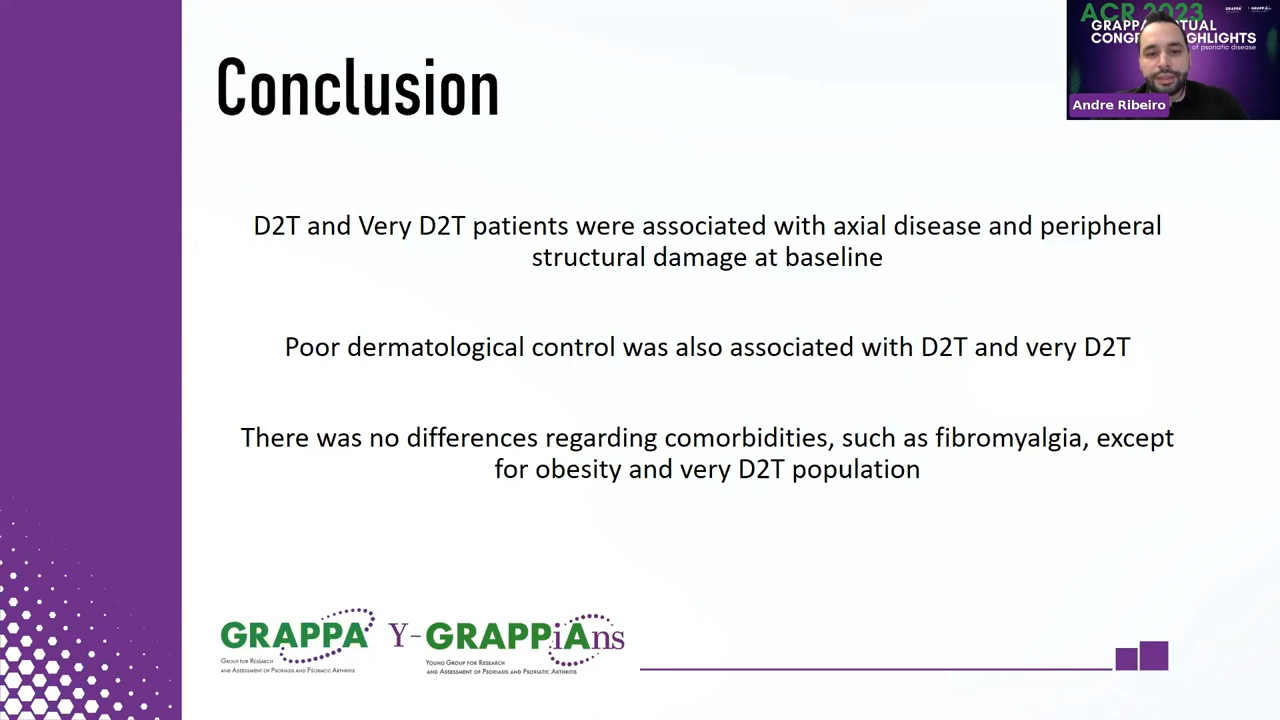 Conclusion
D2T and Very D2T patients were associated with axial disease and peripheral
structural damage at baseline
Poor dermatological control was also associated with D2T and very D2T
There was no differences regarding comorbidities, such as fibromyalgia, except
for obesity and very D2T population
GRAPPA
GROUP FOR RESEARCH
AND ASSESSMENT OF PSORIASIS AND PSORIATIC ARTHRITIS
Y-GRAPPiAns
YOUNG GROUP FOR RESEARCH
AND ASSESSMENT OF PSORIASIS AND PSORIATIC ARTHRITIS
ACR 2023
GRAPPA
CONG
HIGHLIGHTS
of psoriatic disease
Andre Ribeiro